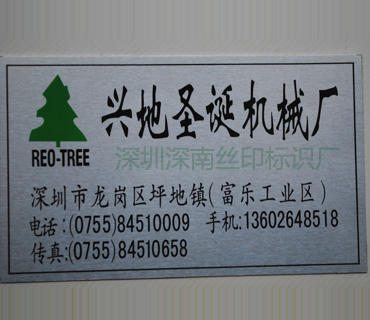 兴地圣诞机械厂
REO-TREE
深圳深南丝印标识厂
深圳市龙岗区坪地镇(富乐工业区)
电话:(0755)84510009 手机:13602648518
传真:(0755)84510658